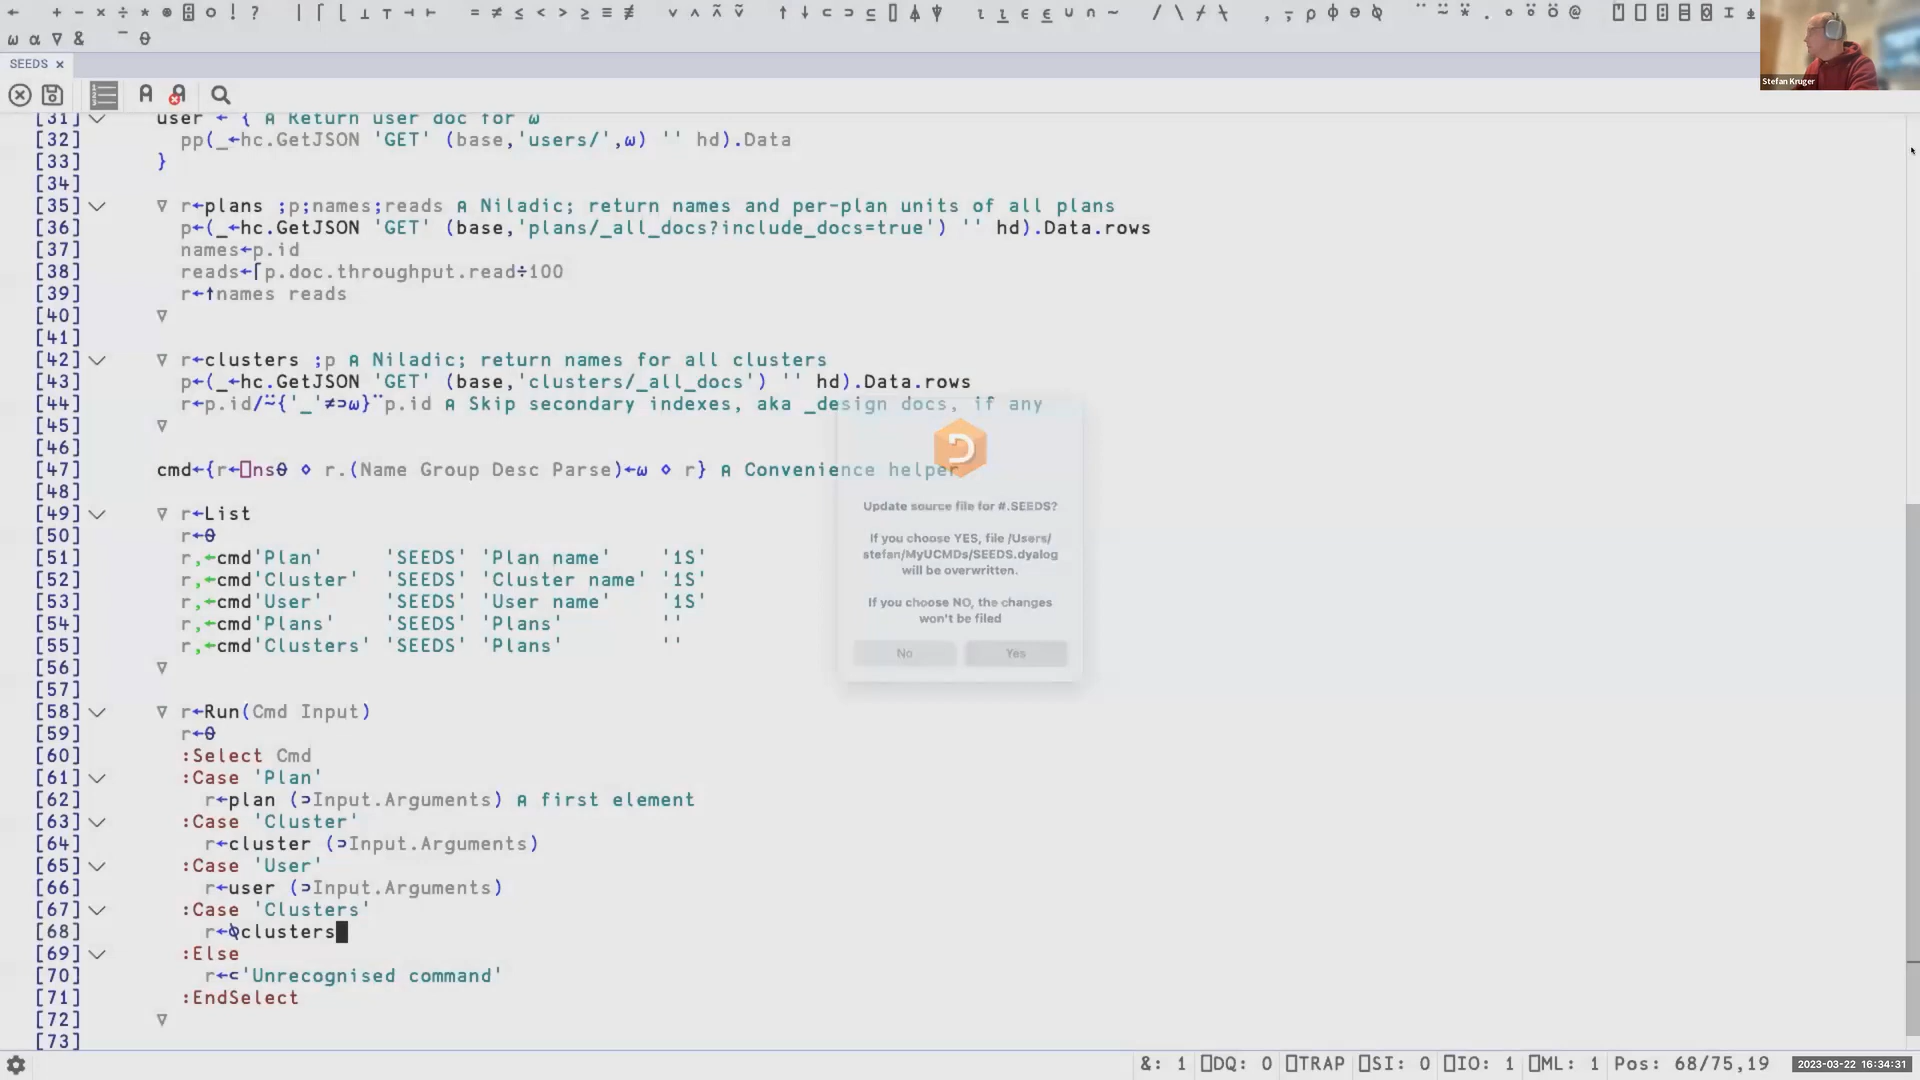 ← + - × ÷ * ⍟ ⌹ ○ ! ? | ⌈ ⌊ ⊥ ⊤ ⊣ ⊢ = ≠ ≤ < > ≥ ≡ ≢ ∨ ∧ ⍲ ⍱ ↑ ↓ ⊂ ⊃ ⊆ ⌷ ⍋ ⍒ ⍳ ⍸ ∊ ⍷ ∪ ∩ ~ / \ ⌿ ⍀ , ⍪ ⍴ ⌽ ⊖ ⍉ ¨ ⍨ ⍣ . ∘ ⍤ ⍥ @ ⍞ ⎕ ⍠ ⌸ ⌺ ⌶ ⍎
⍵ ⍺ ∇ & ¯ ⍬
Stefan Kruger
SEEDS ×
[31] user ← { ⍝ Return user doc for ⍵
[32] pp(_←hc.GetJSON 'GET' (base,'users/',⍵) '' hd).Data
[33] }
[34]
[35] ∇ r←plans ;p;names;reads ⍝ Niladic; return names and per-plan units of all plans
[36] p←(_←hc.GetJSON 'GET' (base,'plans/_all_docs?include_docs=true') '' hd).Data.rows
[37] names←p.id
[38] reads←⌈p.doc.throughput.read÷100
[39] r←↑names reads
[40] ∇
[41]
[42] ∇ r←clusters ;p ⍝ Niladic; return names for all clusters
[43] p←(_←hc.GetJSON 'GET' (base,'clusters/_all_docs') '' hd).Data.rows
[44] r←p.id/⍨{'_'≠⊃⍵}¨p.id ⍝ Skip secondary indexes, aka _design docs, if any
[45] ∇
[46]
[47] cmd←{r←⎕ns⍬ ⋄ r.(Name Group Desc Parse)←⍵ ⋄ r} ⍝ Convenience helper
[48]
[49] ∇ r←List
[50] r←⍬
[51] r,←cmd'Plan' 'SEEDS' 'Plan name' '1S'
[52] r,←cmd'Cluster' 'SEEDS' 'Cluster name' '1S'
[53] r,←cmd'User' 'SEEDS' 'User name' '1S'
[54] r,←cmd'Plans' 'SEEDS' 'Plans' ''
[55] r,←cmd'Clusters' 'SEEDS' 'Plans' ''
[56] ∇
[57]
[58] ∇ r←Run(Cmd Input)
[59] r←⍬
[60] :Select Cmd
[61] :Case 'Plan'
[62] r←plan (⊃Input.Arguments) ⍝ first element
[63] :Case 'Cluster'
[64] r←cluster (⊃Input.Arguments)
[65] :Case 'User'
[66] r←user (⊃Input.Arguments)
[67] :Case 'Clusters'
[68] r←⍉clusters
[69] :Else
[70] r←⊂'Unrecognised command'
[71] :EndSelect
[72] ∇
[73]
Update source file for #.SEEDS?
If you choose YES, file /Users/
stefan/MyUCMDs/SEEDS.dyalog
will be overwritten.
If you choose NO, the changes
won't be filed
No Yes
&: 1 ⎕DQ: 0 ⎕TRAP ⎕SI: 0 ⎕IO: 1 ⎕ML: 1 Pos: 68/75,19 2023-03-22 16:34:31